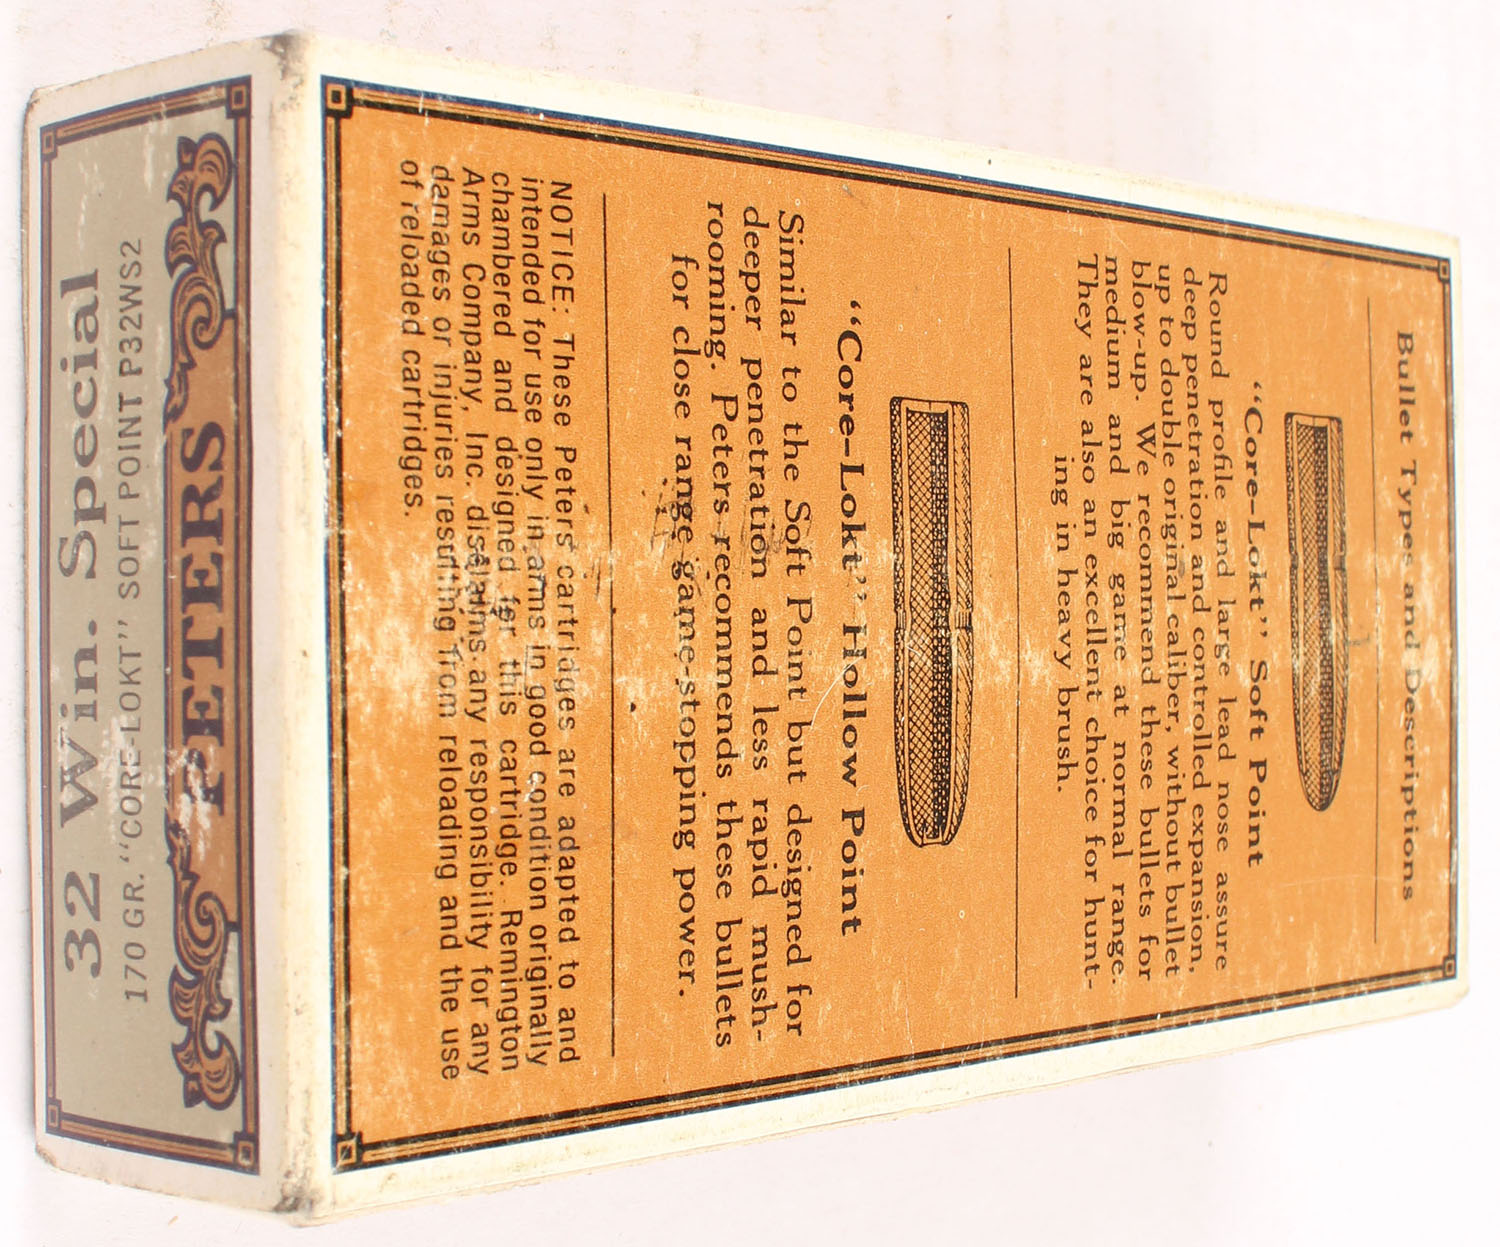 Bullet Types and Descriptions
"Core-Lokt" Soft Point
Round profile and large lead nose assure
deep penetration and controlled expansion,
up to double original caliber, without bullet
blow-up. We recommend these bullets for
medium and big game at normal range.
They are also an excellent choice for hunt-
ing in heavy brush.
"Core-Lokt" Hollow Point
Similar to the Soft Point but designed for
deeper penetration and less rapid mush-
rooming. Peters recommends these bullets
for close range game-stopping power.
NOTICE: These Peters cartridges are adapted to and
intended for use only in arms in good condition originally
chambered and designed for this cartridge. Remington
Arms Company, Inc. disclaims any responsibility for any
damages or injuries resulting from reloading and the use
of reloaded cartridges.
PETERS
32 Win. Special
170 GR. "CORE-LOKT" SOFT POINT P32WS2